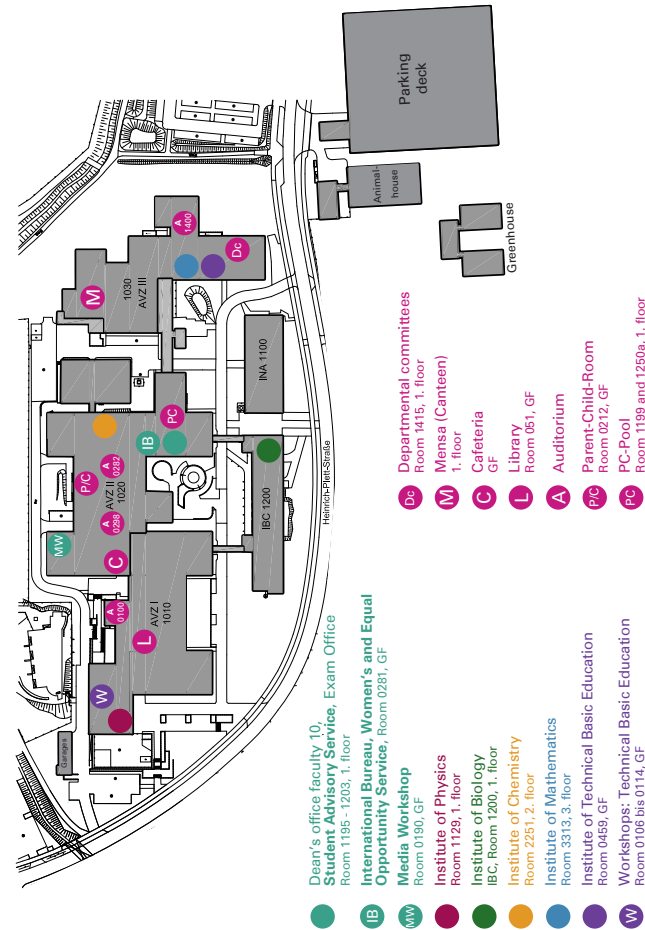 Parking
deck
Animal-
house
Greenhouse
A
1400
Dc
M
1030
AVZ III
INA 1100
PC
IB
P/C
A
0282
AVZ II
1020
A
0298
MW
C
IBC 1200
Heinrich-Plett-Straße
A
0100
AVZ I
1010
L
W
Garages
Dean's office faculty 10,
Student Advisory Service, Exam Office
Room 1195 - 1203, 1. floor
IB
International Bureau, Women's and Equal
Opportunity Service, Room 0281, GF
MW
Media Workshop
Room 0190, GF
Institute of Physics
Room 1129, 1. floor
Institute of Biology
IBC, Room 1200, 1. floor
Institute of Chemistry
Room 2251, 2. floor
Institute of Mathematics
Room 3313, 3. floor
Institute of Technical Basic Education
Room 0459, GF
W
Workshops: Technical Basic Education
Room 0106 bis 0114, GF
Dc
Departmental committees
Room 1415, 1. floor
M
Mensa (Canteen)
1. floor
C
Cafeteria
GF
L
Library
Room 051, GF
A
Auditorium
P/C
Parent-Child-Room
Room 0212, GF
PC
PC-Pool
Room 1199 and 1250a, 1. floor